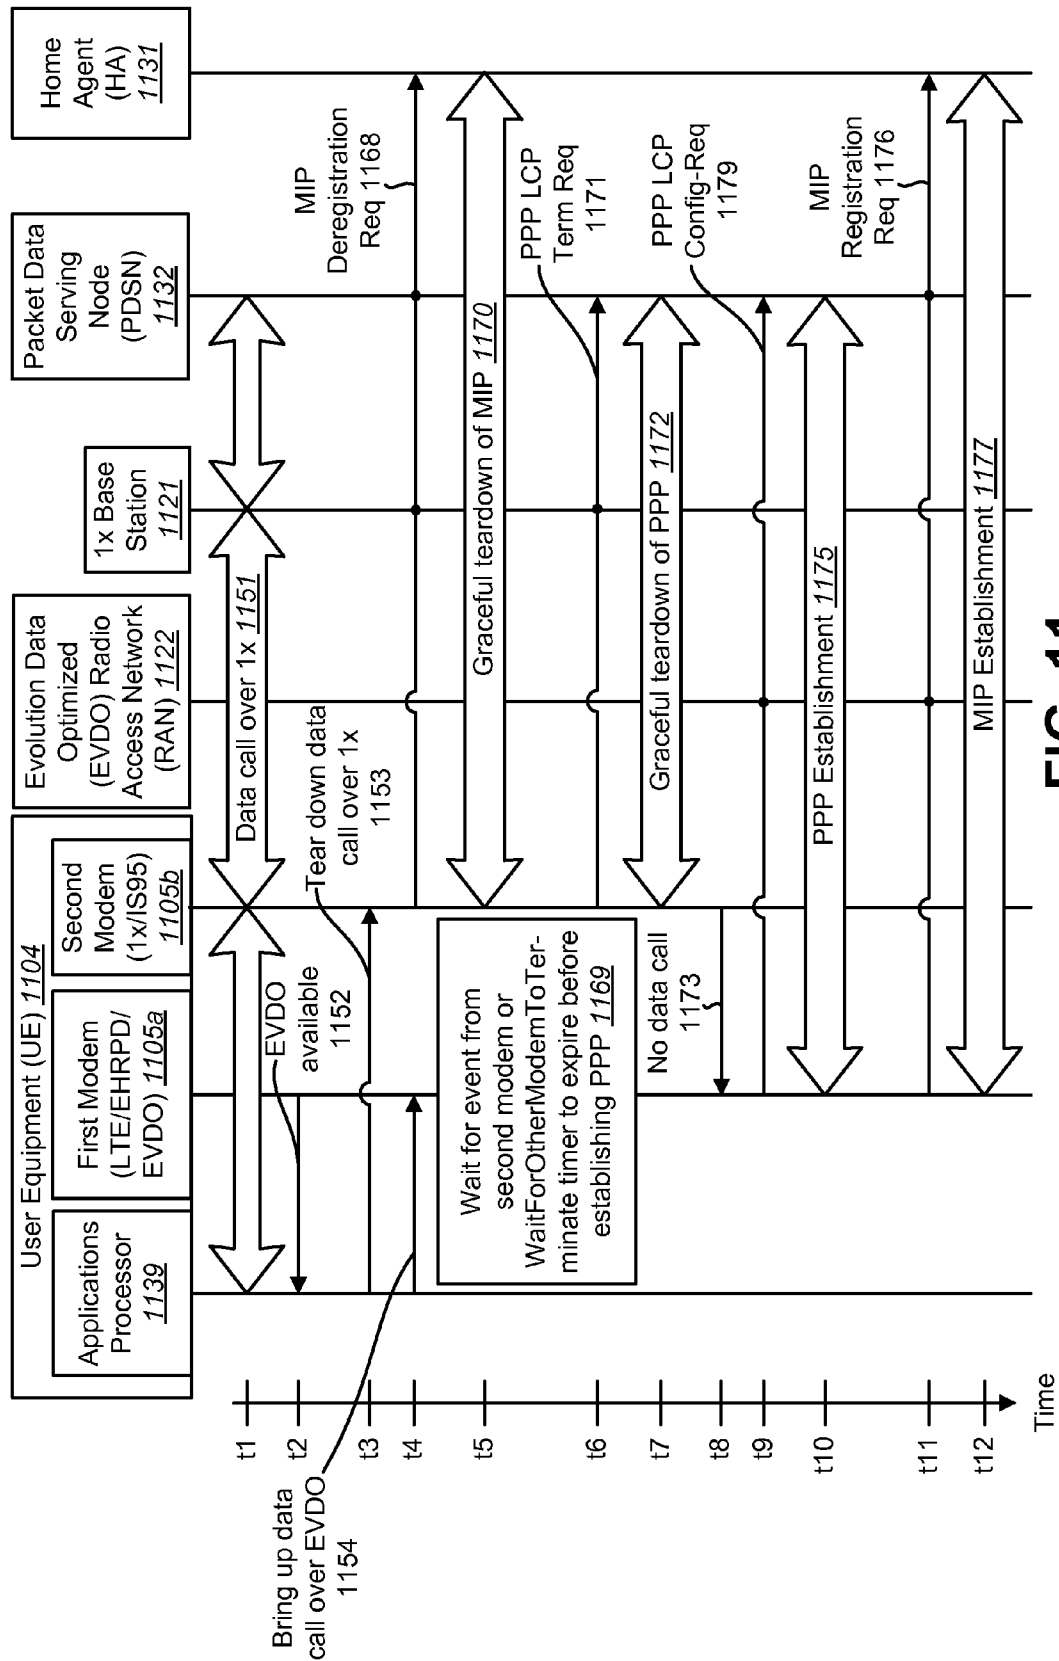 User Equipment (UE) 1104
Applications
Processor
1139
First Modem
(LTE/EHRPD/
EVDO) 1105a
Second
Modem
(1x/IS95)
1105b
Evolution Data
Optimized
(EVDO) Radio
Access Network
(RAN) 1122
1x Base
Station
1121
Packet Data
Serving
Node
(PDSN)
1132
Home
Agent
(HA)
1131
t1
Data call over 1x 1151
t2
EVDO
available
1152
t3
Tear down data
call over 1x
1153
t4
Bring up data
call over EVDO
1154
MIP
Deregistration
Req 1168
t5
Graceful teardown of MIP 1170
Wait for event from
second modem or
WaitForOtherModemToTer-
minate timer to expire before
establishing PPP 1169
t6
PPP LCP
Term Req
1171
t7
Graceful teardown of PPP 1172
t8
No data call
1173
t9
PPP LCP
Config-Req
1179
t10
PPP Establishment 1175
t11
MIP
Registration
Req 1176
t12
MIP Establishment 1177
Time
FIG. 11